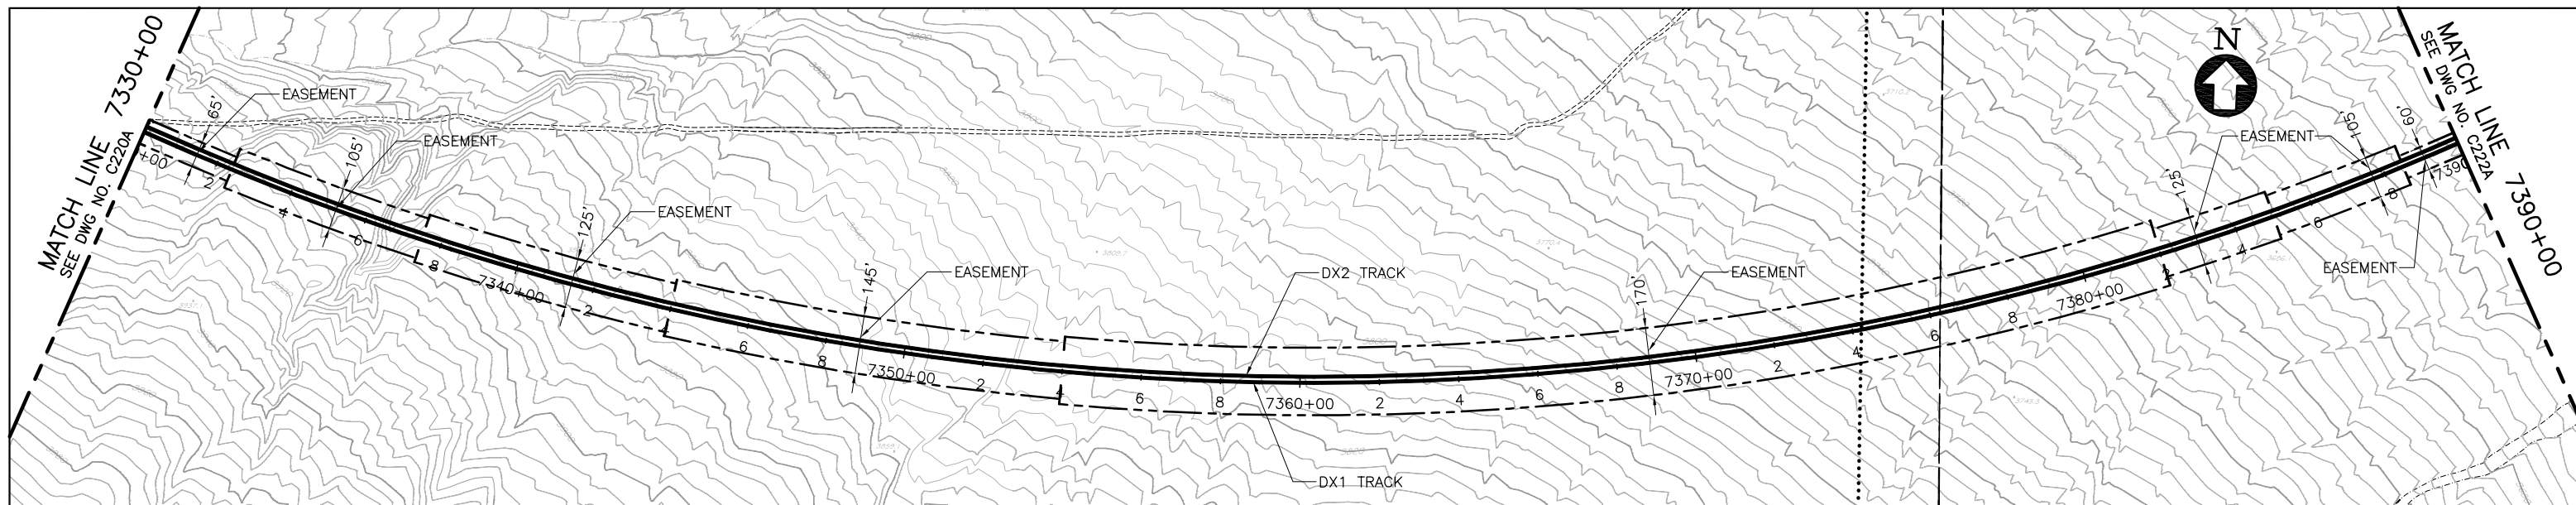 MATCH LINE 7330+00
SEE DWG NO. C220A
+00
65'
EASEMENT
2
4
105'
EASEMENT
6
8
125'
EASEMENT
7340+00
2
4
6
8
145'
EASEMENT
7350+00
2
4
6
8
DX2 TRACK
DX1 TRACK
7360+00
2
4
6
8
170'
EASEMENT
7370+00
2
4
6
8
7380+00
2
125'
EASEMENT
105'
4
6
8
60'
EASEMENT
7390
N
MATCH LINE 7390+00
SEE DWG NO. C222A